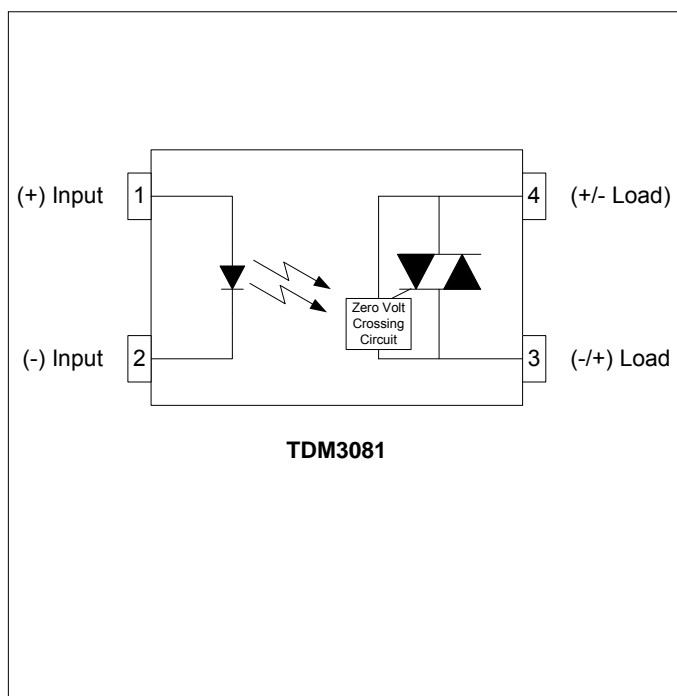 (+) Input 1
4 (+/- Load)
Zero Volt
Crossing
Circuit
(-) Input 2
3 (-/+) Load
TDM3081